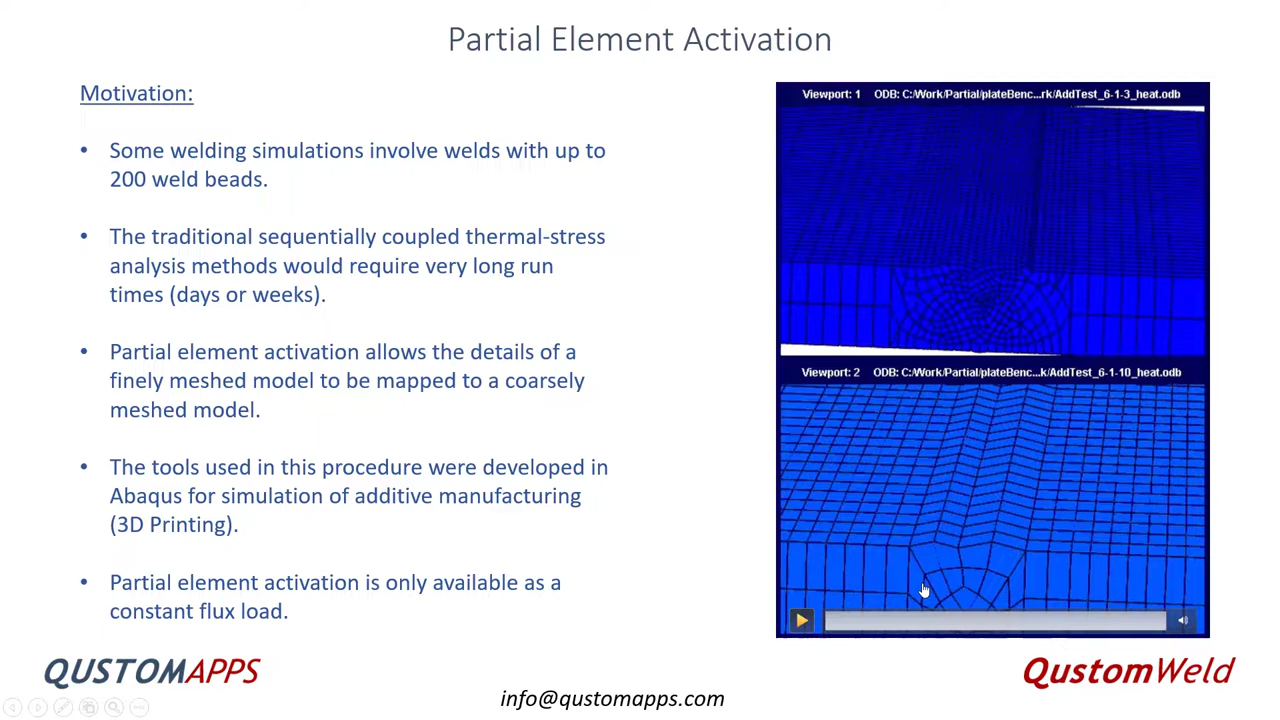 Partial Element Activation
Motivation:
• Some welding simulations involve welds with up to
200 weld beads.
• The traditional sequentially coupled thermal-stress
analysis methods would require very long run
times (days or weeks).
• Partial element activation allows the details of a
finely meshed model to be mapped to a coarsely
meshed model.
• The tools used in this procedure were developed in
Abaqus for simulation of additive manufacturing
(3D Printing).
• Partial element activation is only available as a
constant flux load.
Viewport: 1 ODB: C:/Work/Partial/plateBenc...rk/AddTest_6-1-3_heat.odb
Viewport: 2 ODB: C:/Work/Partial/plateBenc...k/AddTest_6-1-10_heat.odb
QUSTOMAPPS
info@qustomapps.com
QustomWeld